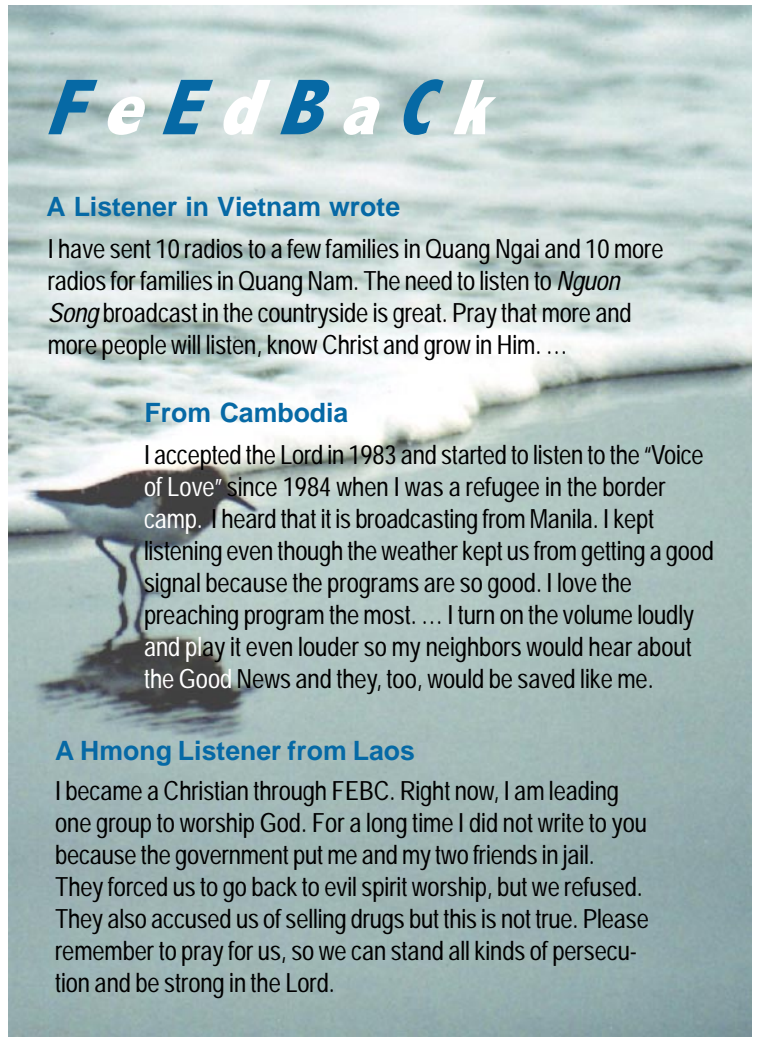 FeEdBaCk
A Listener in Vietnam wrote
I have sent 10 radios to a few families in Quang Ngai and 10 more
radios for families in Quang Nam. The need to listen to Nguon
Song broadcast in the countryside is great. Pray that more and
more people will listen, know Christ and grow in Him. …
From Cambodia
I accepted the Lord in 1983 and started to listen to the “Voice
of Love” since 1984 when I was a refugee in the border
camp. I heard that it is broadcasting from Manila. I kept
listening even though the weather kept us from getting a good
signal because the programs are so good. I love the
preaching program the most. … I turn on the volume loudly
and play it even louder so my neighbors would hear about
the Good News and they, too, would be saved like me.
A Hmong Listener from Laos
I became a Christian through FEBC. Right now, I am leading
one group to worship God. For a long time I did not write to you
because the government put me and my two friends in jail.
They forced us to go back to evil spirit worship, but we refused.
They also accused us of selling drugs but this is not true. Please
remember to pray for us, so we can stand all kinds of persecu-
tion and be strong in the Lord.